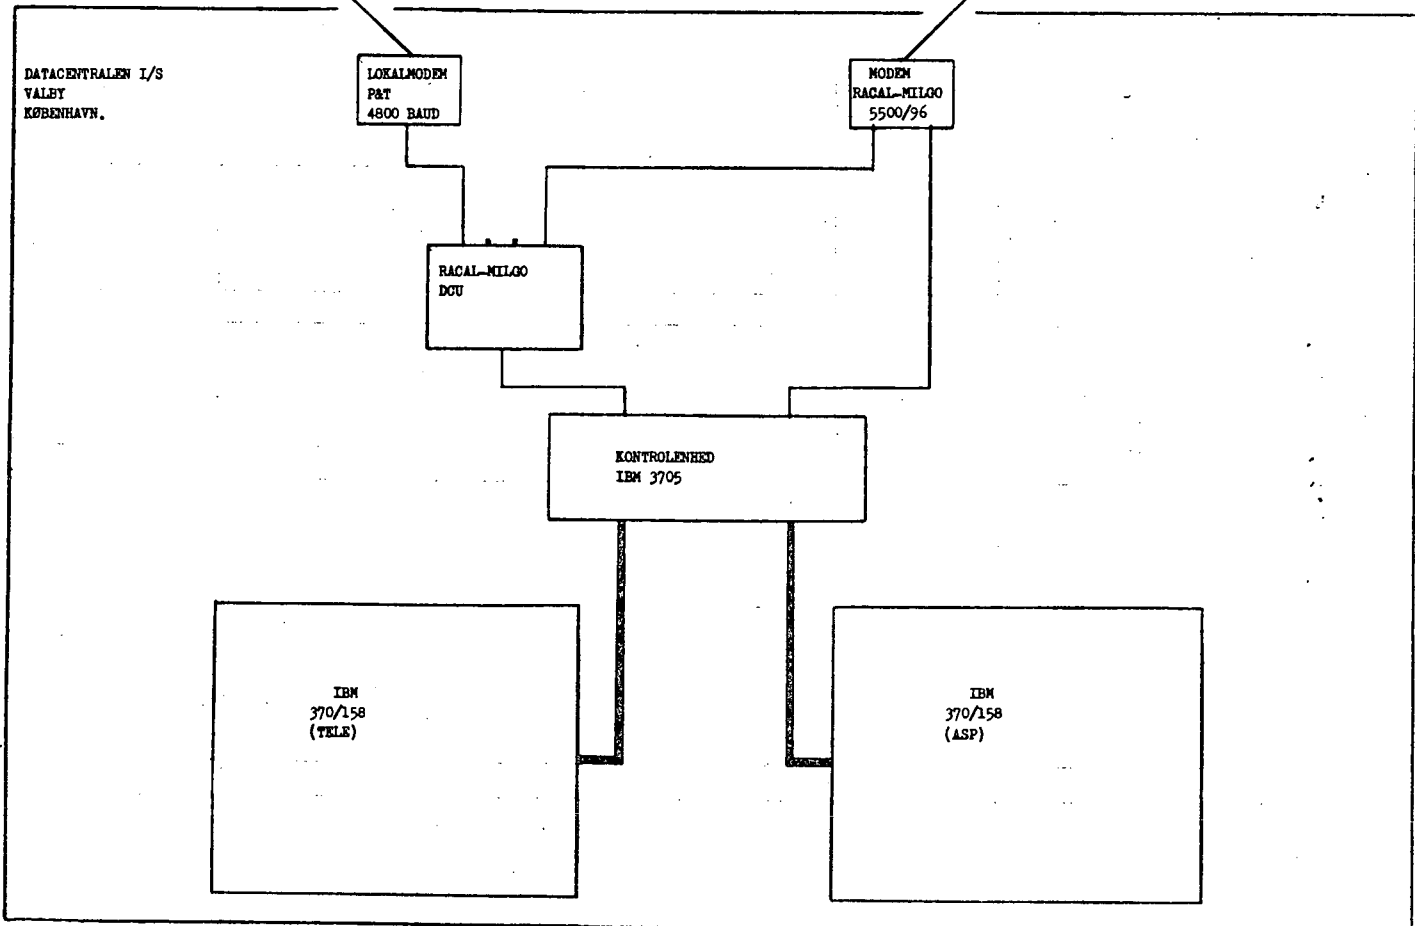 DATACENTRALEN I/S
VALBY
KØBENHAVN.
LOKALMODEM
P&T
4800 BAUD
MODEM
RACAL-MILGO
5500/96
RACAL-MILGO
DCU
KONTROLENHED
IBM 3705
IBM
370/158
(TELE)
IBM
370/158
(ASP)